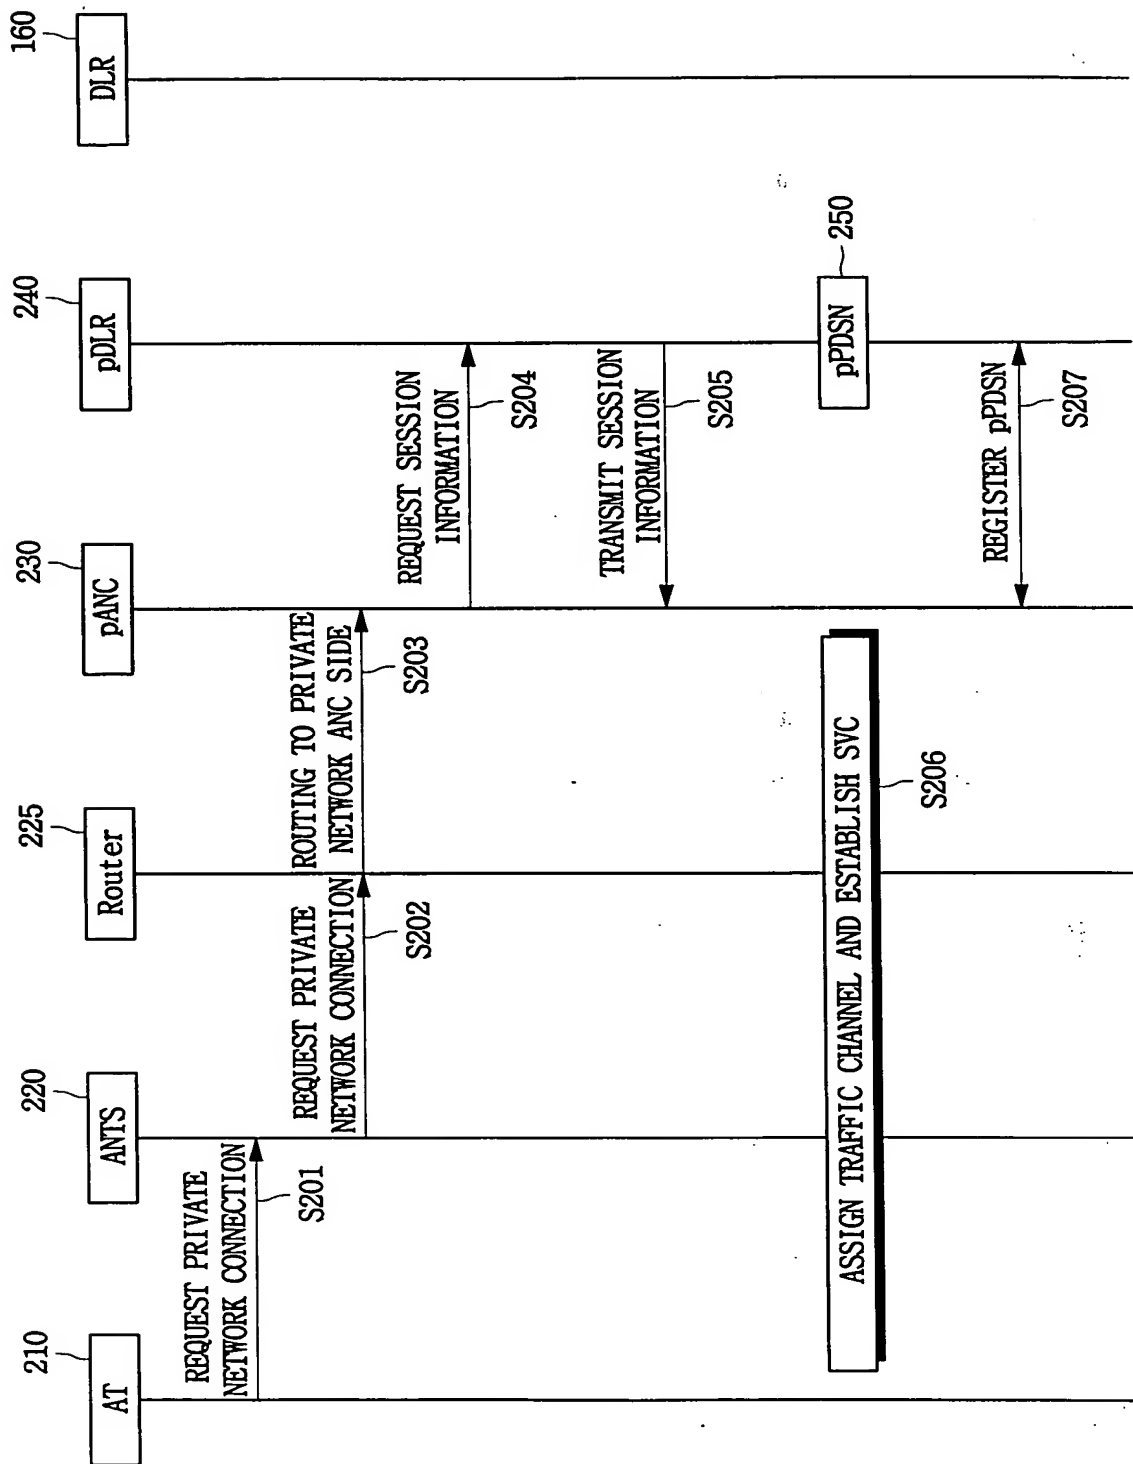 210
AT
220
ANTS
225
Router
230
pANC
240
pDLR
160
DLR
REQUEST PRIVATE
NETWORK CONNECTION
S201
REQUEST PRIVATE
NETWORK CONNECTION
S202
ROUTING TO PRIVATE
NETWORK ANC SIDE
S203
REQUEST SESSION
INFORMATION
S204
TRANSMIT SESSION
INFORMATION
S205
ASSIGN TRAFFIC CHANNEL AND ESTABLISH SVC
S206
pPDSN
250
REGISTER pPDSN
S207